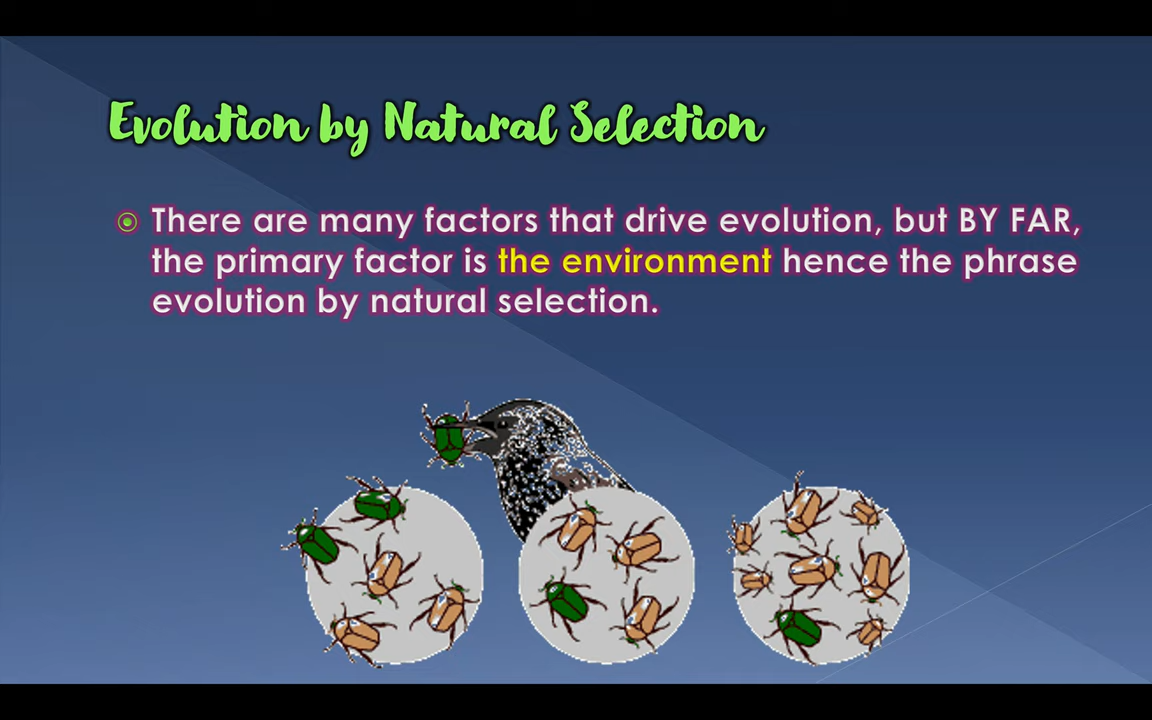 Evolution by Natural Selection
There are many factors that drive evolution, but BY FAR,
the primary factor is the environment hence the phrase
evolution by natural selection.